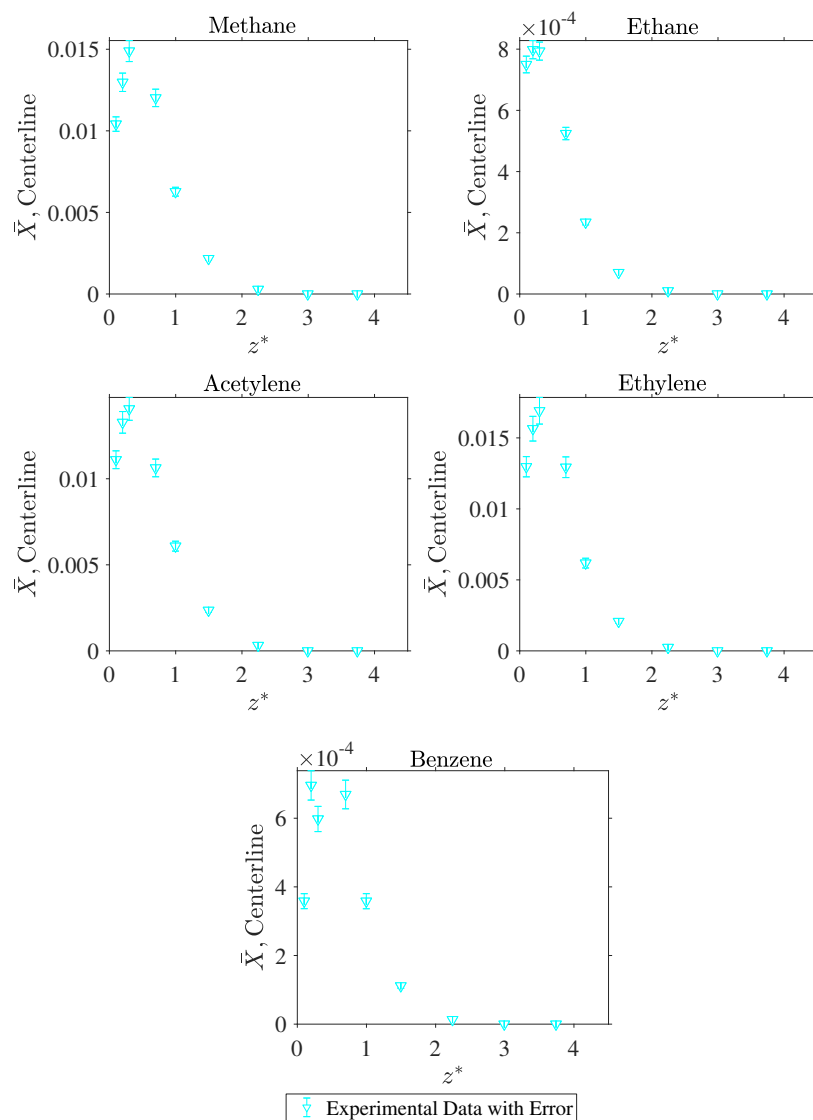 Methane
0.015
0.01
0.005
0
X̄, Centerline
0 1 2 3 4
z*
×10⁻⁴ Ethane
8
6
4
2
0
X̄, Centerline
0 1 2 3 4
z*
Acetylene
0.01
0.005
0
X̄, Centerline
0 1 2 3 4
z*
Ethylene
0.015
0.01
0.005
0
X̄, Centerline
0 1 2 3 4
z*
×10⁻⁴ Benzene
6
4
2
0
X̄, Centerline
0 1 2 3 4
z*
Experimental Data with Error